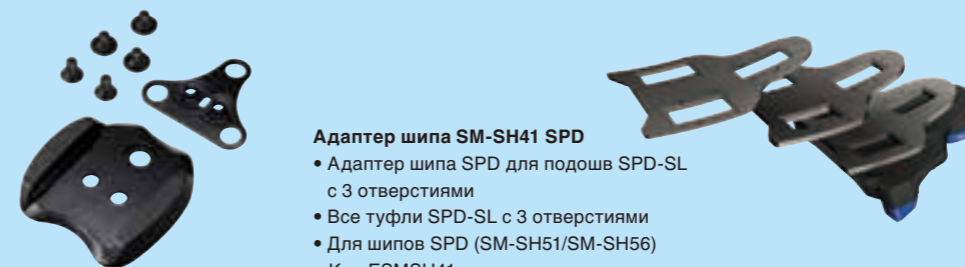 Адаптер шипа SM-SH41 SPD
• Адаптер шипа SPD для подошв SPD-SL
с 3 отверстиями
• Все туфли SPD-SL с 3 отверстиями
• Для шипов SPD (SM-SH51/SM-SH56)